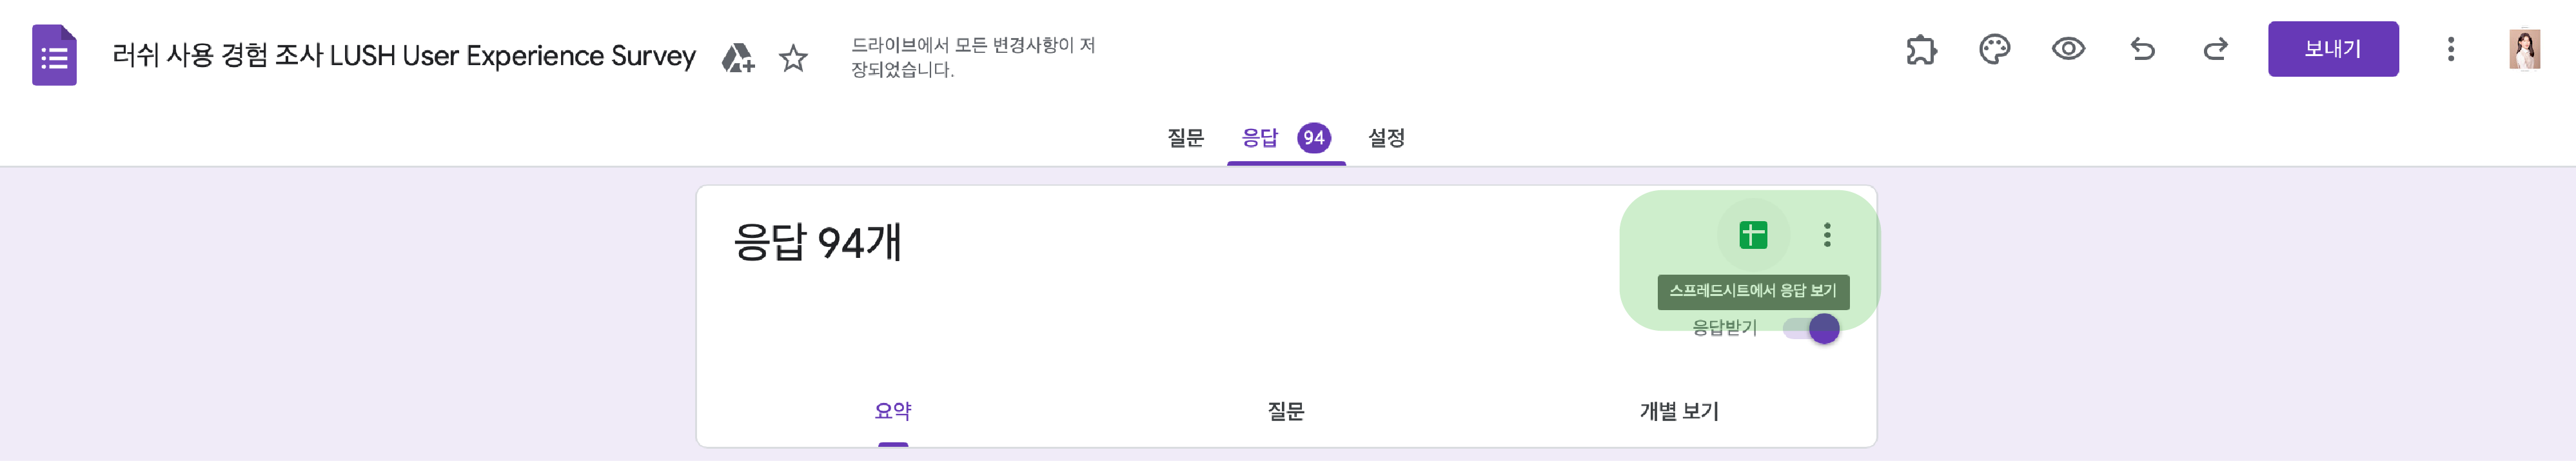 러쉬 사용 경험 조사 LUSH User Experience Survey
드라이브에서 모든 변경사항이 저
장되었습니다.
보내기
질문 응답 94 설정
응답 94개
스프레드시트에서 응답 보기
응답받기
요약 질문 개별 보기